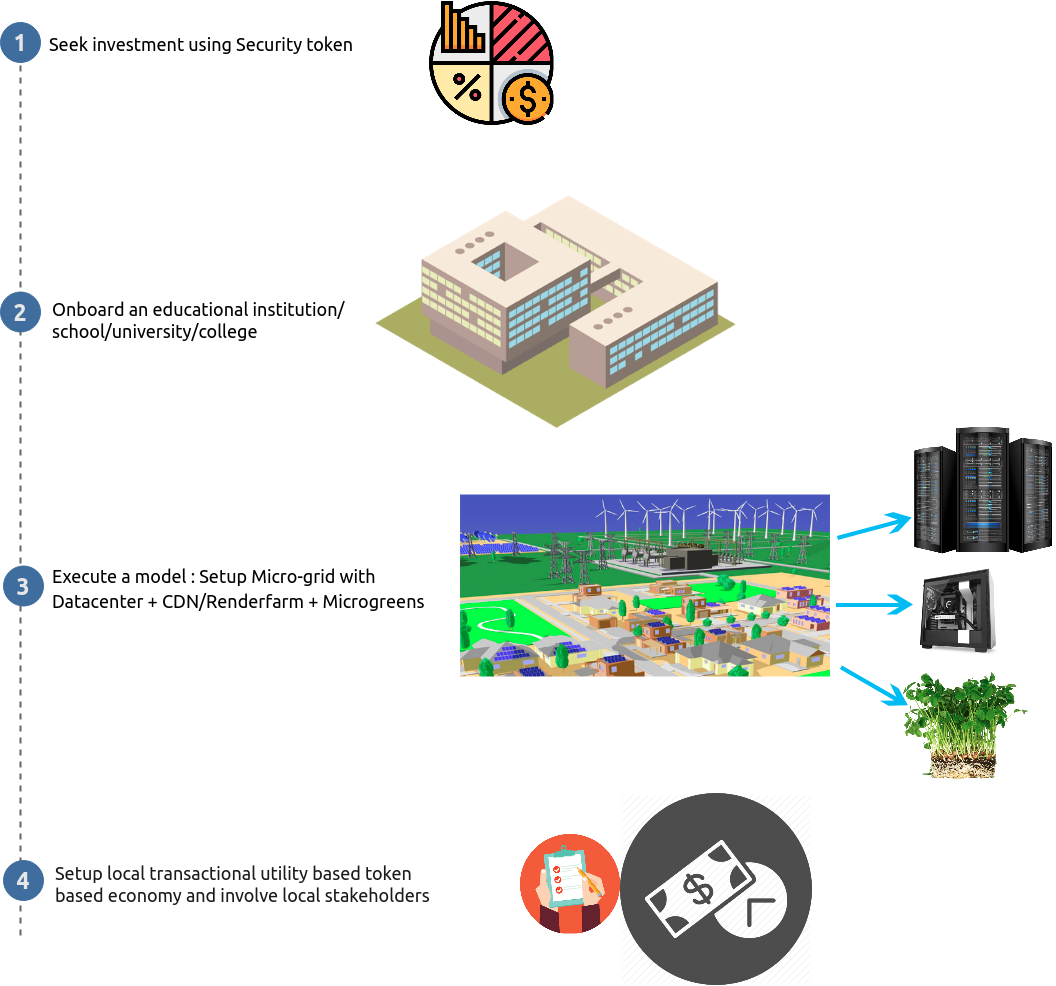 1
Seek investment using Security token
%
$
2
Onboard an educational institution/
school/university/college
3
Execute a model : Setup Micro-grid with
Datacenter + CDN/Renderfarm + Microgreens
4
Setup local transactional utility based token
based economy and involve local stakeholders
$